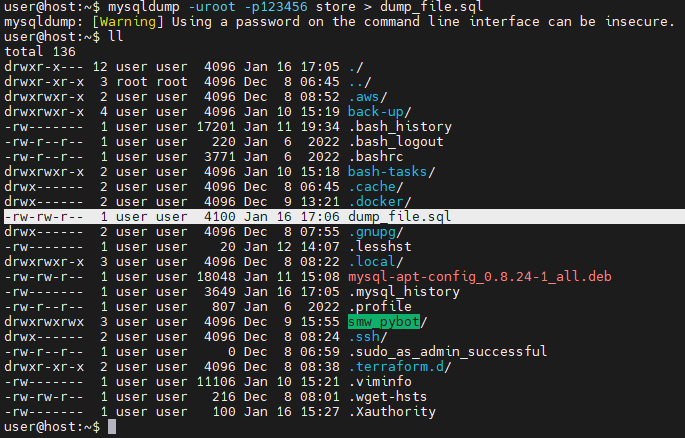 user@host:~$ mysqldump -uroot -p123456 store > dump_file.sql
mysqldump: [Warning] Using a password on the command line interface can be insecure.
user@host:~$ ll
total 136
drwxr-x--- 12 user user  4096 Jan 16 17:05 ./
drwxr-xr-x  3 root root  4096 Dec  8 06:45 ../
drwxrwxr-x  2 user user  4096 Dec  8 08:52 .aws/
drwxrwxr-x  4 user user  4096 Jan 10 15:19 back-up/
-rw-------  1 user user 17201 Jan 11 19:34 .bash_history
-rw-r--r--  1 user user   220 Jan  6  2022 .bash_logout
-rw-r--r--  1 user user  3771 Jan  6  2022 .bashrc
drwxrwxr-x  2 user user  4096 Jan 10 15:18 bash-tasks/
drwx------  2 user user  4096 Dec  8 06:45 .cache/
drwx------  2 user user  4096 Dec  9 13:21 .docker/
-rw-rw-r--  1 user user  4100 Jan 16 17:06 dump_file.sql
drwx------  2 user user  4096 Dec  8 07:55 .gnupg/
-rw-------  1 user user    20 Jan 12 14:07 .lesshst
drwxrwxr-x  3 user user  4096 Dec  8 08:22 .local/
-rw-rw-r--  1 user user 18048 Jan 11 15:08 mysql-apt-config_0.8.24-1_all.deb
-rw-------  1 user user  3649 Jan 16 17:05 .mysql_history
-rw-r--r--  1 user user   807 Jan  6  2022 .profile
drwxrwxrwx  3 user user  4096 Dec  9 15:55 smw_pybot/
drwx------  2 user user  4096 Dec  8 08:24 .ssh/
-rw-r--r--  1 user user     0 Dec  8 06:59 .sudo_as_admin_successful
drwxr-xr-x  2 user user  4096 Dec  8 08:38 .terraform.d/
-rw-------  1 user user 11106 Jan 10 15:21 .viminfo
-rw-rw-r--  1 user user   216 Dec  8 08:01 .wget-hsts
-rw-------  1 user user   100 Jan 16 15:27 .Xauthority
user@host:~$